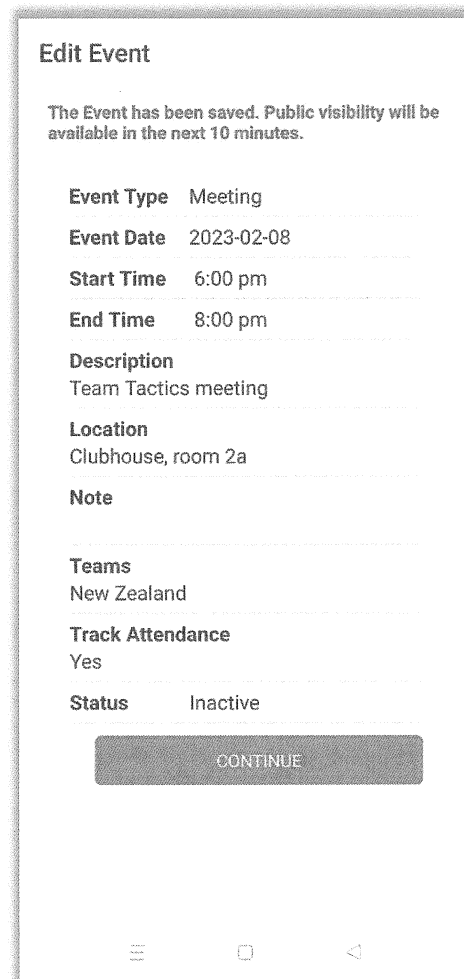 Edit Event
The Event has been saved. Public visibility will be
available in the next 10 minutes.
Event Type Meeting
Event Date 2023-02-08
Start Time 6:00 pm
End Time 8:00 pm
Description
Team Tactics meeting
Location
Clubhouse, room 2a
Note
Teams
New Zealand
Track Attendance
Yes
Status Inactive
CONTINUE